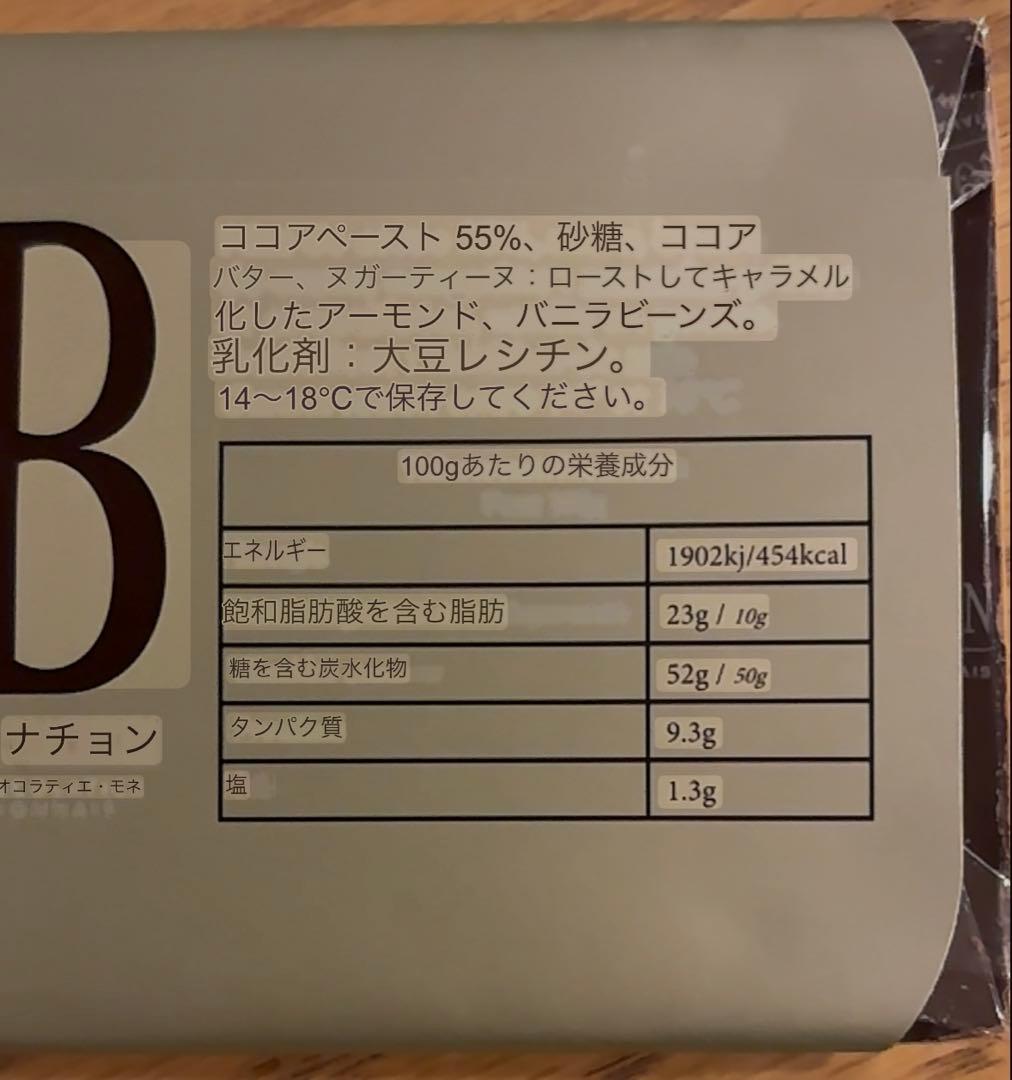 ココアペースト 55%、砂糖、ココア
バター、ヌガーティーヌ：ローストしてキャラメル
化したアーモンド、バニラビーンズ。
乳化剤：大豆レシチン。
14～18℃で保存してください。
100gあたりの栄養成分
エネルギー 1902kj/454kcal
飽和脂肪酸を含む脂肪 23g / 10g
糖を含む炭水化物 52g / 50g
タンパク質 9.3g
塩 1.3g
B
ナチョン
オコラティエ・モネ